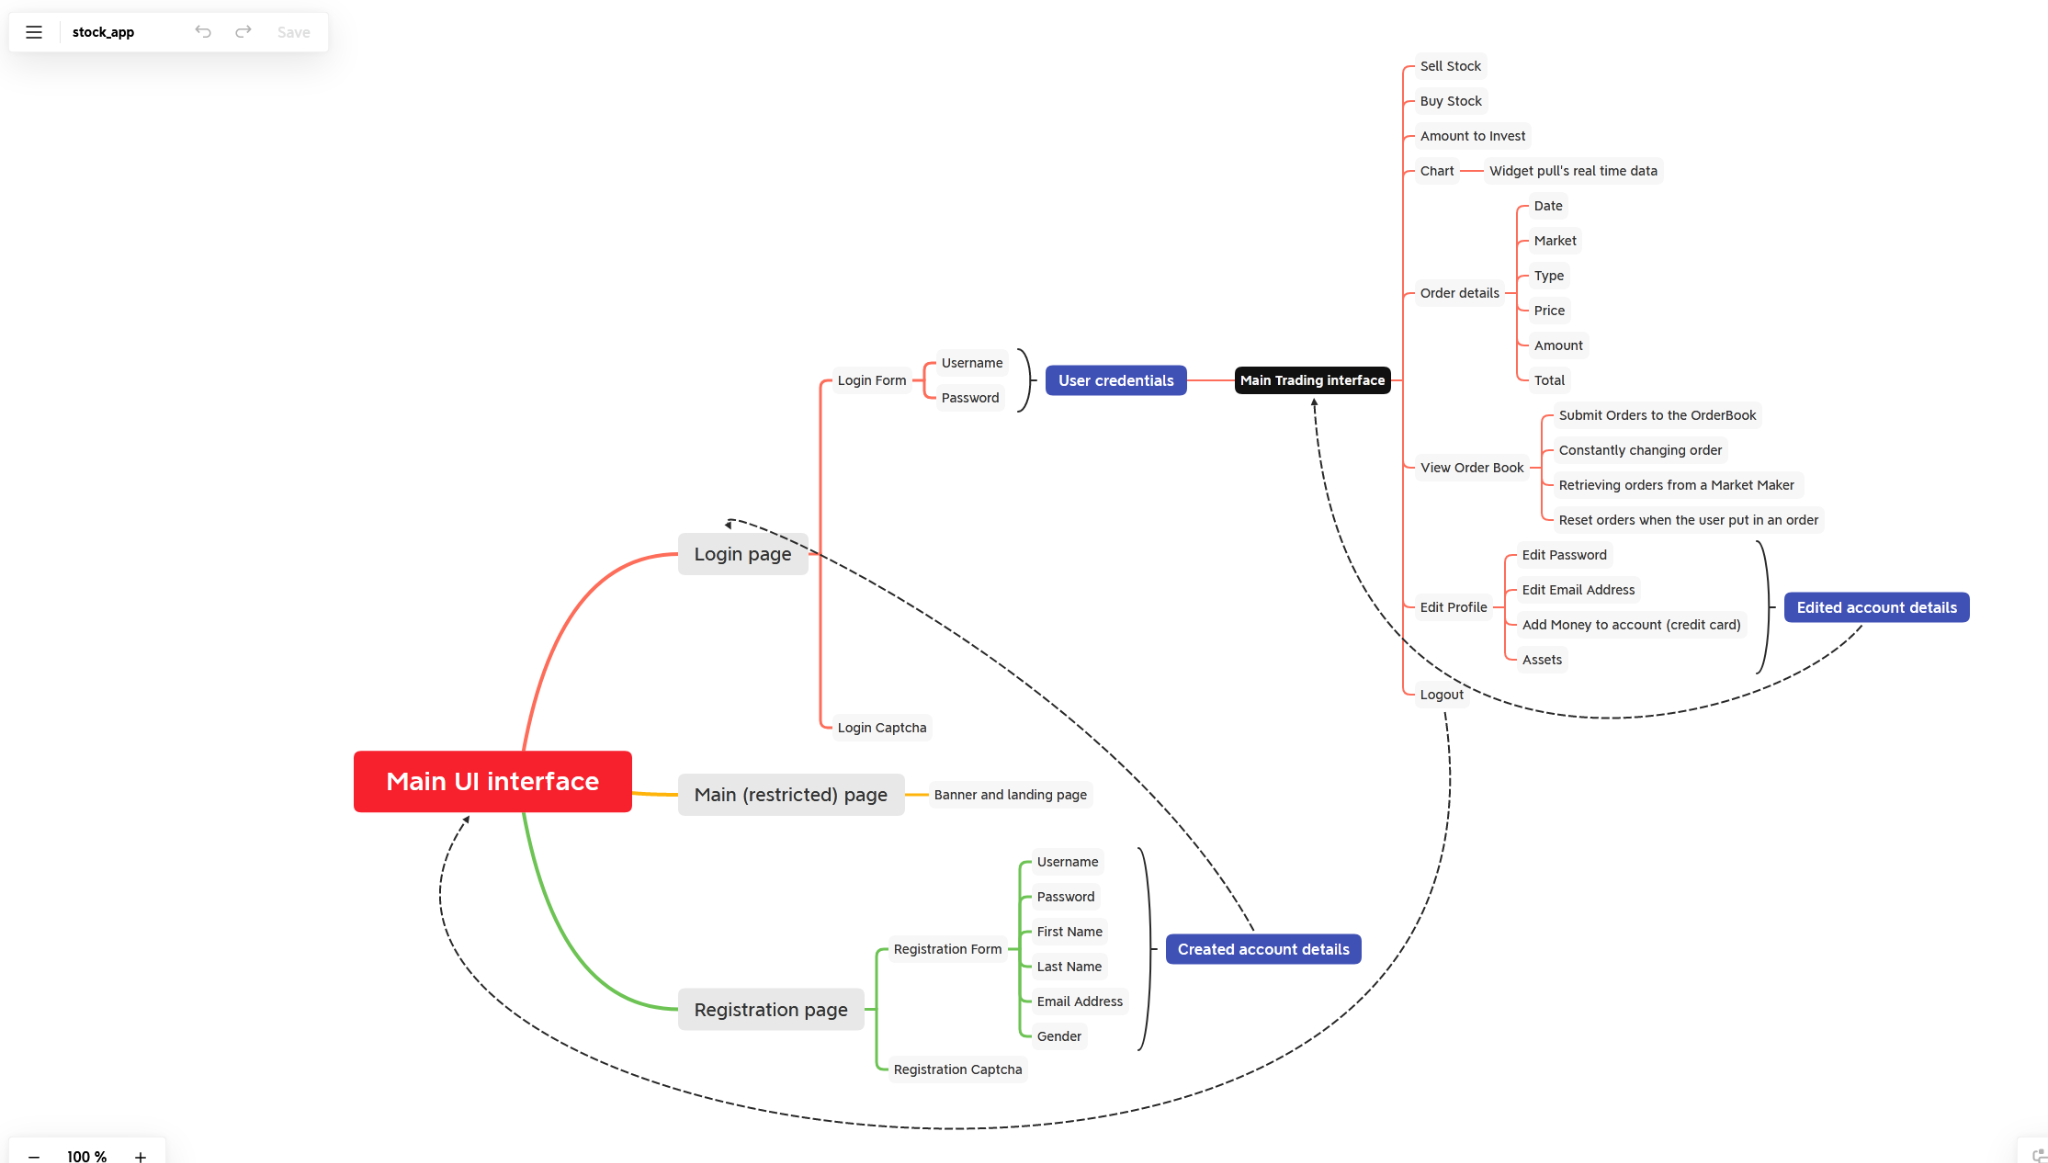 stock_app
Save
Sell Stock
Buy Stock
Amount to Invest
Chart
Widget pull's real time data
Date
Market
Type
Order details
Price
Amount
Total
Username
Login Form
Password
User credentials
Main Trading interface
Submit Orders to the OrderBook
Constantly changing order
View Order Book
Retrieving orders from a Market Maker
Reset orders when the user put in an order
Edit Password
Edit Email Address
Edit Profile
Add Money to account (credit card)
Assets
Edited account details
Logout
Login page
Login Captcha
Main UI interface
Main (restricted) page
Banner and landing page
Username
Password
First Name
Registration Form
Last Name
Email Address
Gender
Created account details
Registration page
Registration Captcha
− 100 % +